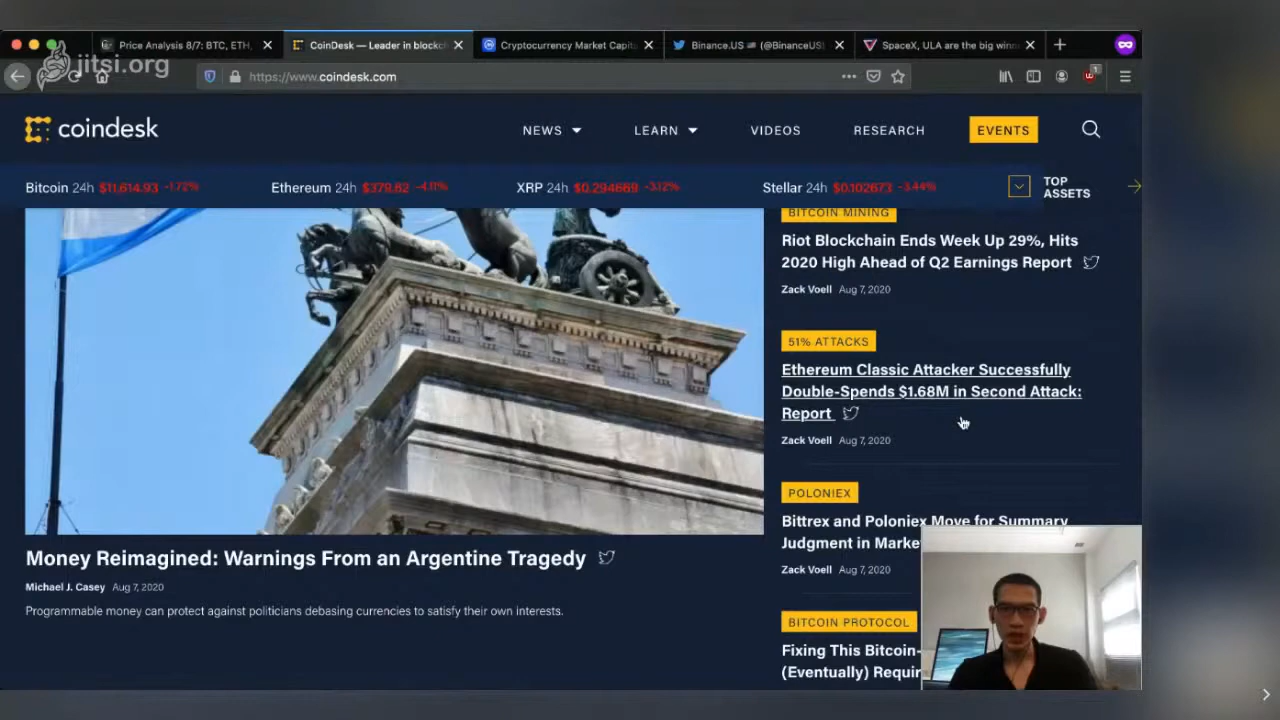 jitsi.org
Price Analysis 8/7: BTC, ETH,
CoinDesk — Leader in blockch
Cryptocurrency Market Capit
Binance.US (@BinanceUS
SpaceX, ULA are the big winn
https://www.coindesk.com
1
coindesk
NEWS LEARN VIDEOS RESEARCH EVENTS
Bitcoin 24h $11,614.93 -1.72% Ethereum 24h $379.62 -4.11% XRP 24h $0.294669 -3.12% Stellar 24h $0.102673 -3.44%
TOP
ASSETS
BITCOIN MINING
Riot Blockchain Ends Week Up 29%, Hits
2020 High Ahead of Q2 Earnings Report
Zack Voell Aug 7, 2020
51% ATTACKS
Ethereum Classic Attacker Successfully
Double-Spends $1.68M in Second Attack:
Report
Zack Voell Aug 7, 2020
POLONIEX
Bittrex and Poloniex Move for Summary
Judgment in Marke
Zack Voell Aug 7, 2020
BITCOIN PROTOCOL
Fixing This Bitcoin-
(Eventually) Requir
Money Reimagined: Warnings From an Argentine Tragedy
Michael J. Casey Aug 7, 2020
Programmable money can protect against politicians debasing currencies to satisfy their own interests.